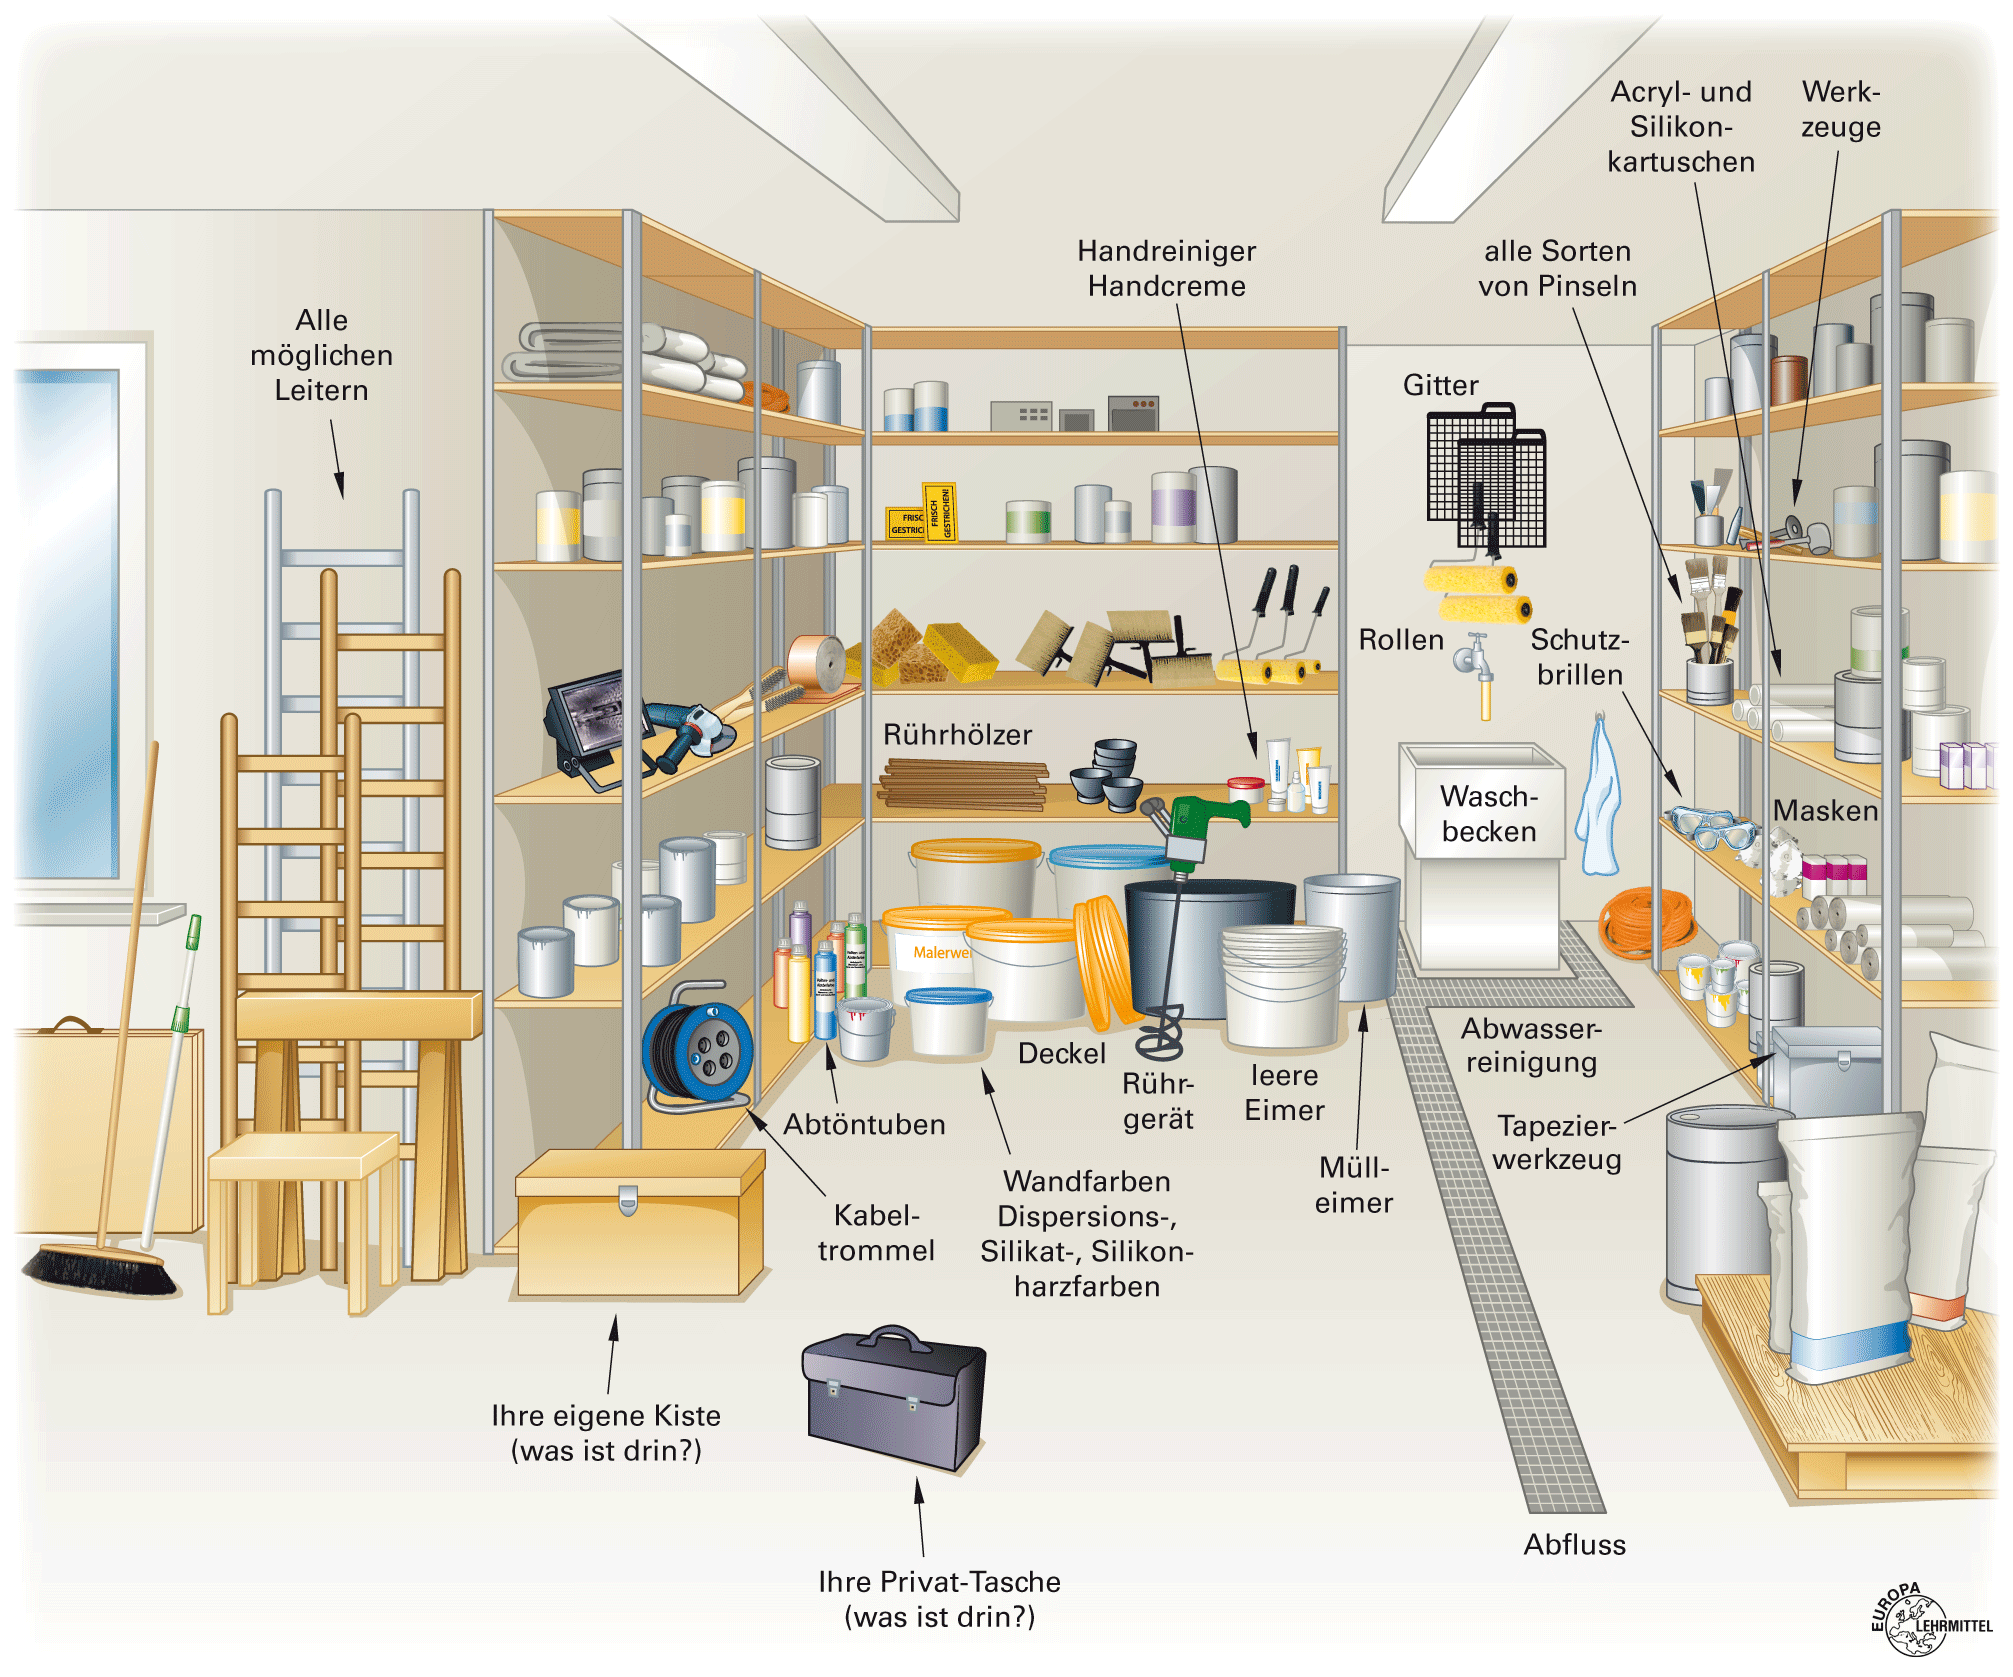 Acryl- und
Silikon-
kartuschen
Werk-
zeuge
Handreiniger
Handcreme
alle Sorten
von Pinseln
Alle
möglichen
Leitern
Gitter
FRISCH
GESTRICHEN!
Rollen
Schutz-
brillen
Rührhölzer
Wasch-
becken
Masken
Malerwei
Deckel
Abwasser-
reinigung
Rühr-
gerät
leere
Eimer
Abtöntuben
Tapezier-
werkzeug
Müll-
eimer
Wandfarben
Dispersions-,
Silikat-, Silikon-
harzfarben
Kabel-
trommel
Ihre eigene Kiste
(was ist drin?)
Abfluss
Ihre Privat-Tasche
(was ist drin?)
EUROPA
LEHRMITTEL